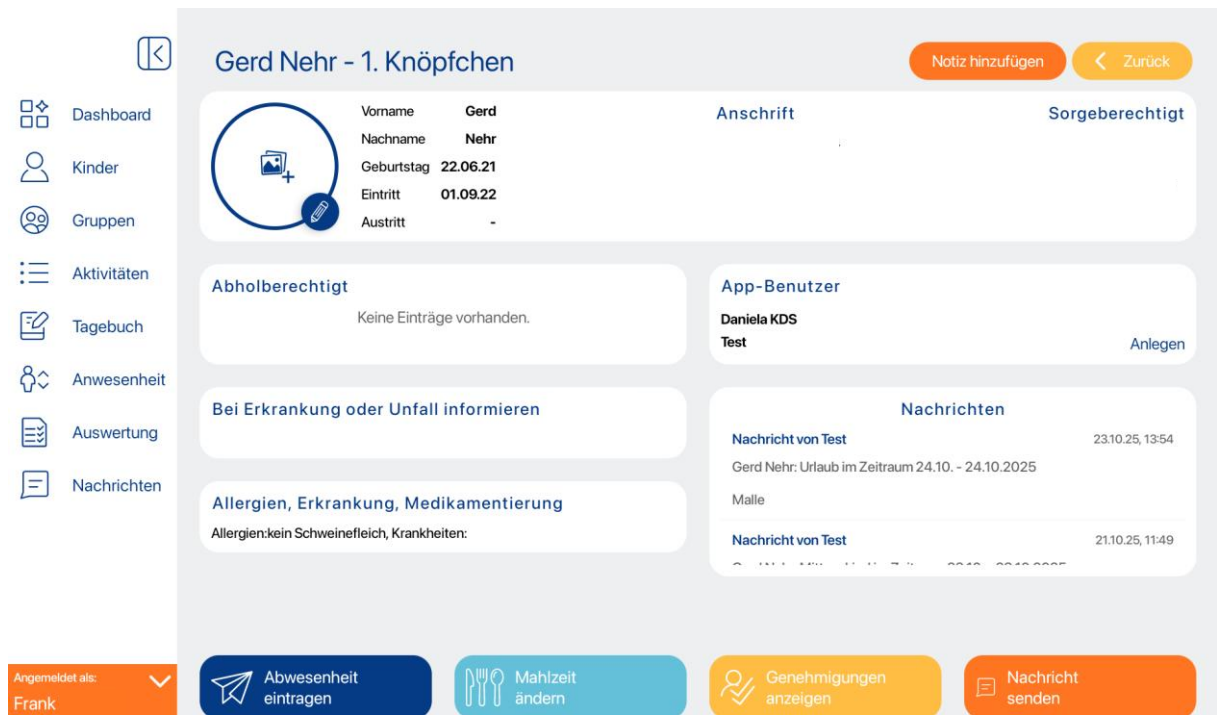 Gerd Nehr - 1. Knöpfchen
Notiz hinzufügen
Zurück
Dashboard
Kinder
Gruppen
Aktivitäten
Tagebuch
Anwesenheit
Auswertung
Nachrichten
Angemeldet als:
Frank
Vorname Gerd
Nachname Nehr
Geburtstag 22.06.21
Eintritt 01.09.22
Austritt -
Anschrift
Sorgeberechtigt
Abholberechtigt
Keine Einträge vorhanden.
App-Benutzer
Daniela KDS
Test
Anlegen
Bei Erkrankung oder Unfall informieren
Allergien, Erkrankung, Medikamentierung
Allergien:kein Schweinefleich, Krankheiten:
Nachrichten
Nachricht von Test 23.10.25, 13:54
Gerd Nehr: Urlaub im Zeitraum 24.10. - 24.10.2025
Malle
Nachricht von Test 21.10.25, 11:49
Abwesenheit
eintragen
Mahlzeit
ändern
Genehmigungen
anzeigen
Nachricht
senden